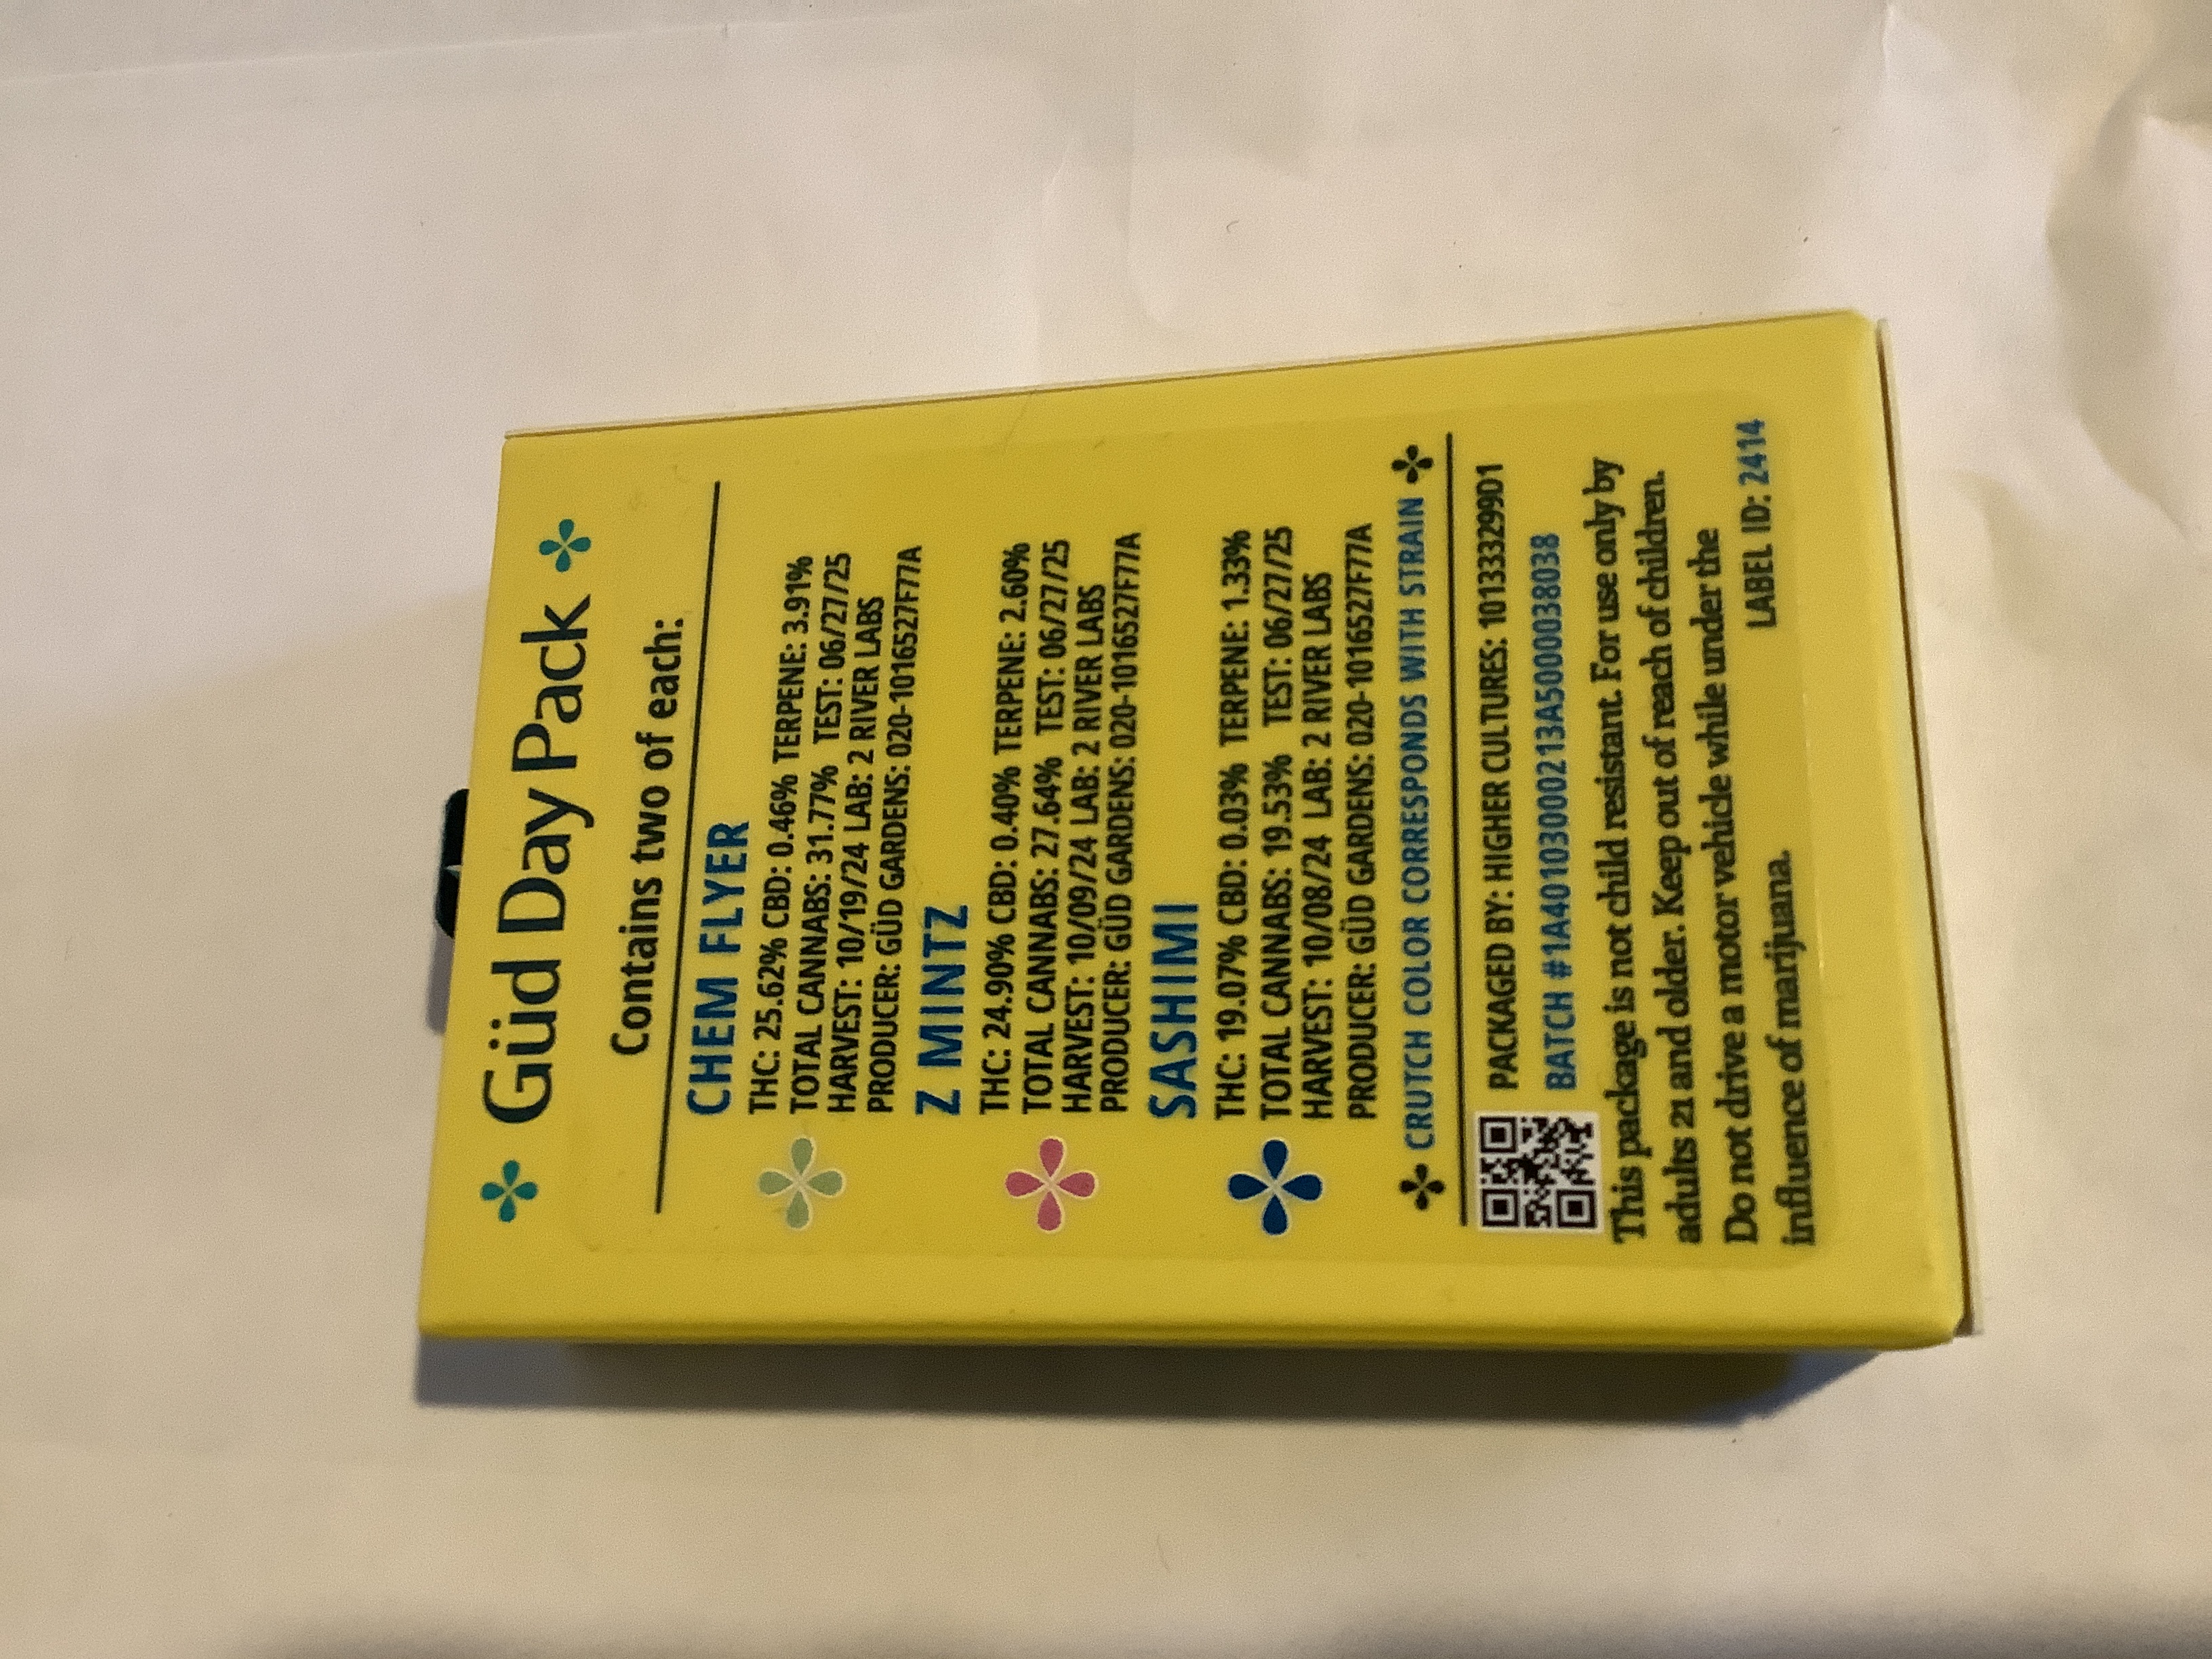 Güd Day Pack
Contains two of each:
CHEM FLYER
THC: 25.62% CBD: 0.46% TERPENE: 3.91%
TOTAL CANNABS: 31.77% TEST: 06/27/25
HARVEST: 10/19/24 LAB: 2 RIVER LABS
PRODUCER: GÜD GARDENS: 020-1016527F77A
Z MINTZ
THC: 24.90% CBD: 0.40% TERPENE: 2.60%
TOTAL CANNABS: 27.64% TEST: 06/27/25
HARVEST: 10/09/24 LAB: 2 RIVER LABS
PRODUCER: GÜD GARDENS: 020-1016527F77A
SASHIMI
THC: 19.07% CBD: 0.03% TERPENE: 1.33%
TOTAL CANNABS: 19.53% TEST: 06/27/25
HARVEST: 10/08/24 LAB: 2 RIVER LABS
PRODUCER: GÜD GARDENS: 020-1016527F77A
CRUTCH COLOR CORRESPONDS WITH STRAIN
PACKAGED BY: HIGHER CULTURES: 101333299D1
BATCH #1A40103000213A5000038038
This package is not child resistant. For use only by
adults 21 and older. Keep out of reach of children.
Do not drive a motor vehicle while under the
influence of marijuana.
LABEL ID: 2414